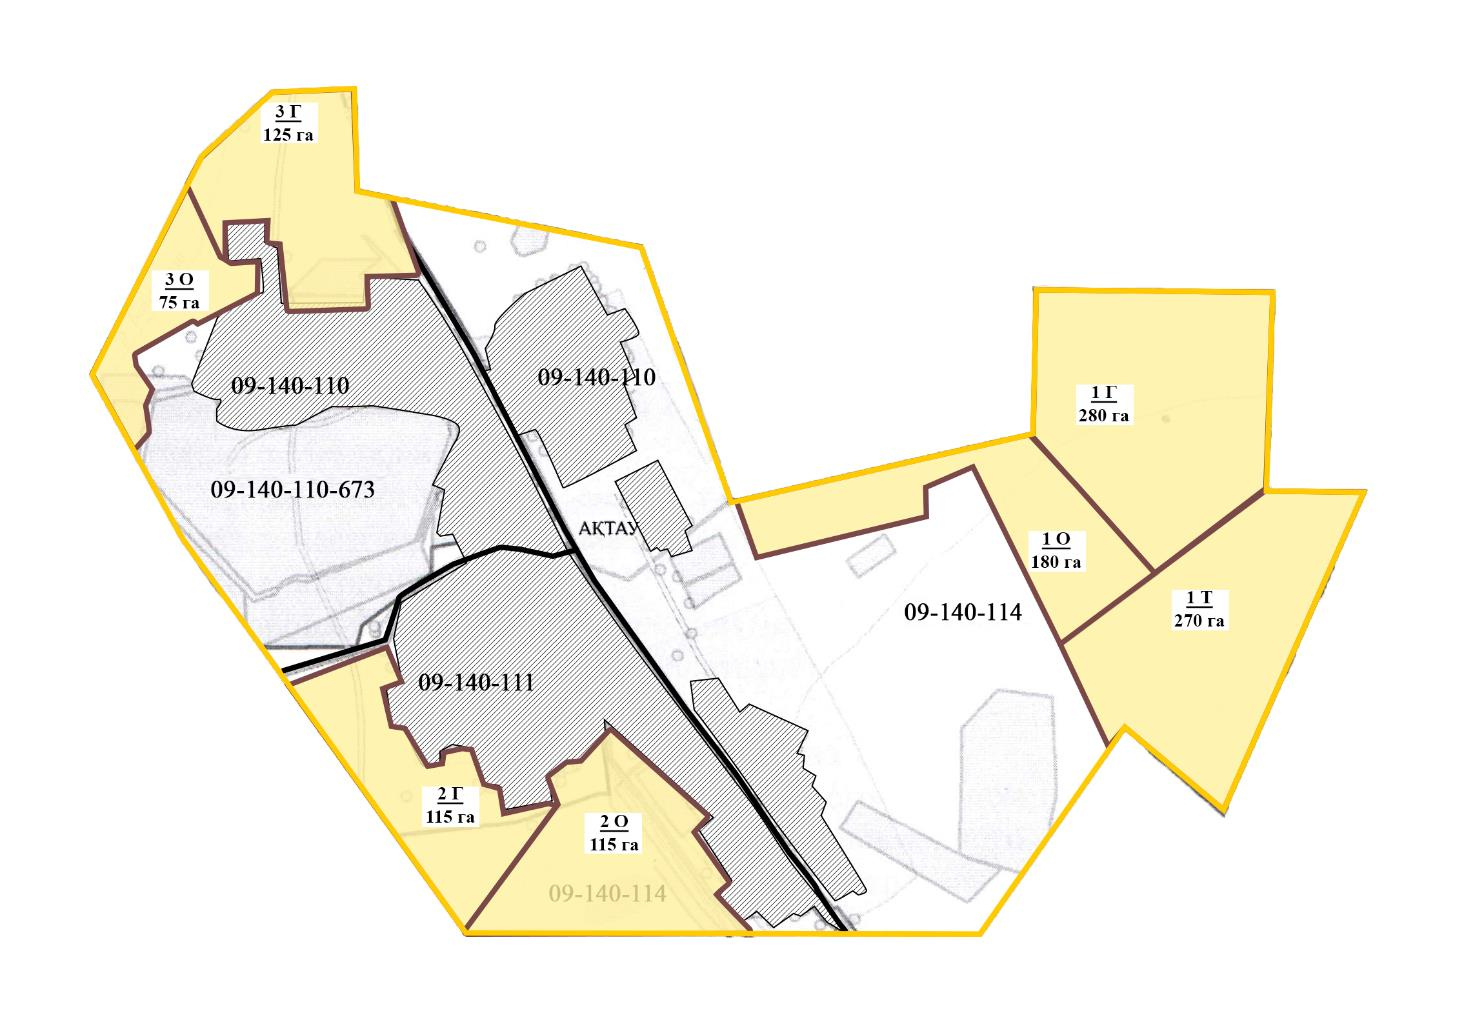 3 Г
125 га
3 О
75 га
09-140-110
09-140-110
1 Г
280 га
09-140-110-673
АҚТАУ
1 О
180 га
09-140-114
1 Т
270 га
09-140-111
2 Г
115 га
2 О
115 га
09-140-114